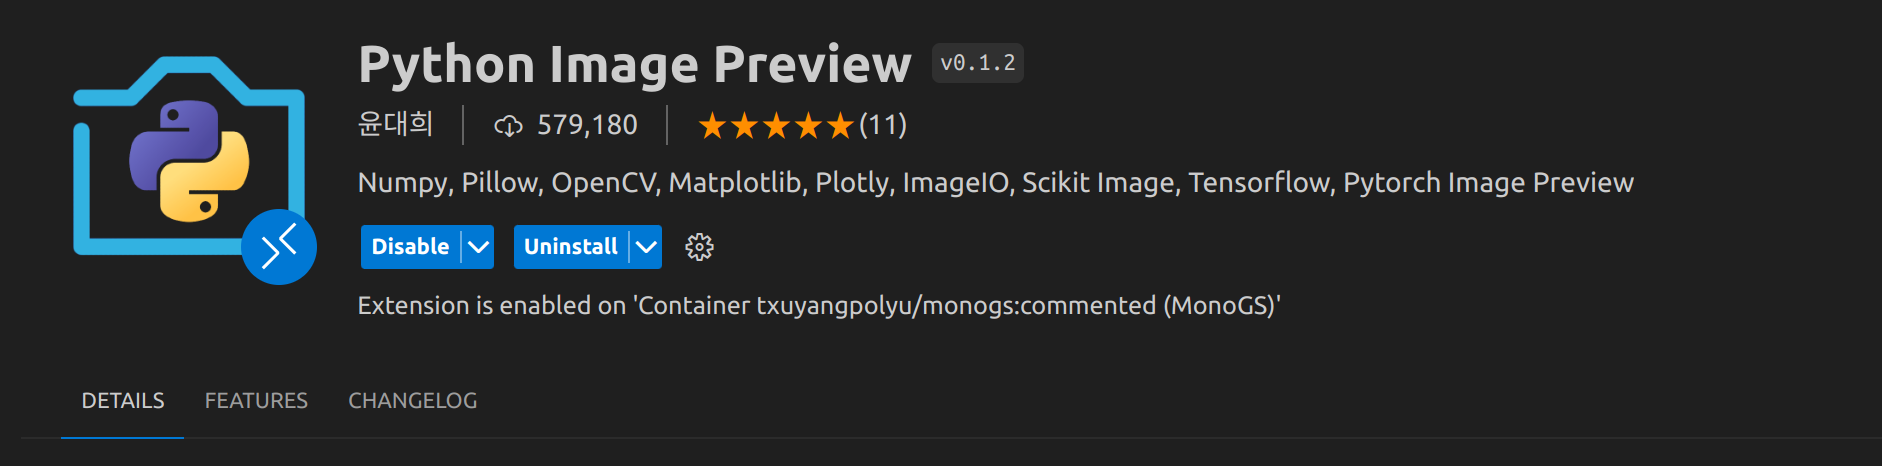 Python Image Preview v0.1.2
윤대희 579,180 (11)
Numpy, Pillow, OpenCV, Matplotlib, Plotly, ImageIO, Scikit Image, Tensorflow, Pytorch Image Preview
Disable Uninstall
Extension is enabled on 'Container txuyangpolyu/monogs:commented (MonoGS)'
DETAILS FEATURES CHANGELOG